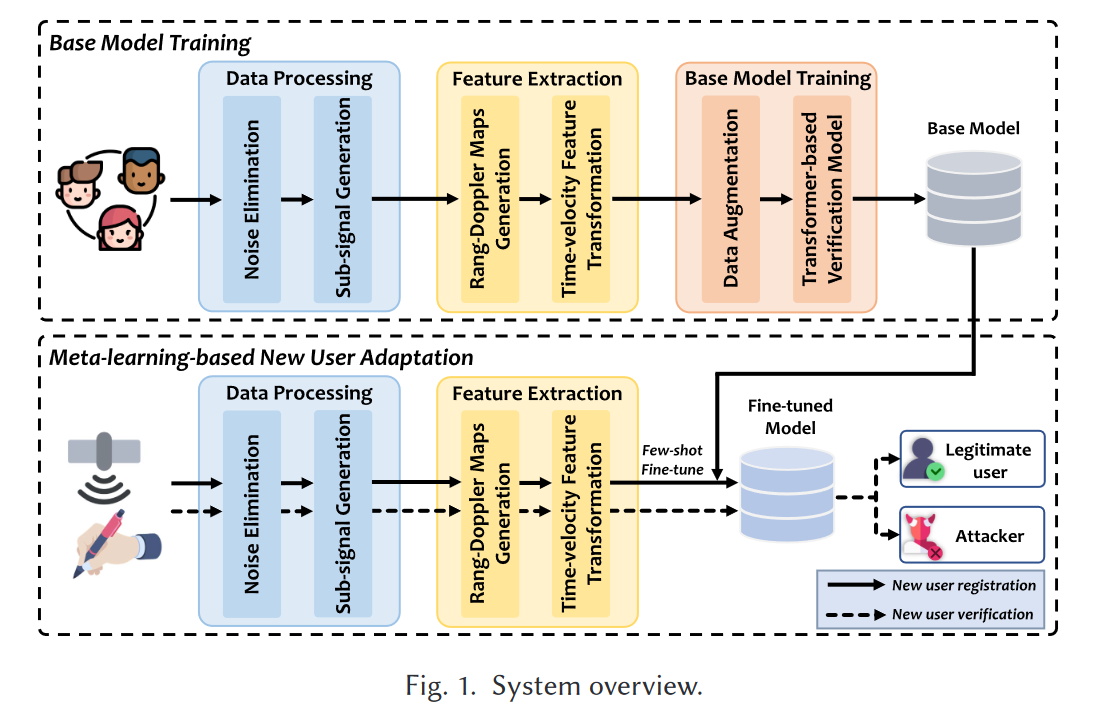 Base Model Training
Data Processing
Noise Elimination
Sub-signal Generation
Feature Extraction
Rang-Doppler Maps
Generation
Time-velocity Feature
Transformation
Base Model Training
Data Augmentation
Transformer-based
Verification Model
Base Model
Meta-learning-based New User Adaptation
Data Processing
Noise Elimination
Sub-signal Generation
Feature Extraction
Rang-Doppler Maps
Generation
Time-velocity Feature
Transformation
Few-shot
Fine-tune
Fine-tuned
Model
Legitimate
user
Attacker
New user registration
New user verification
Fig. 1. System overview.